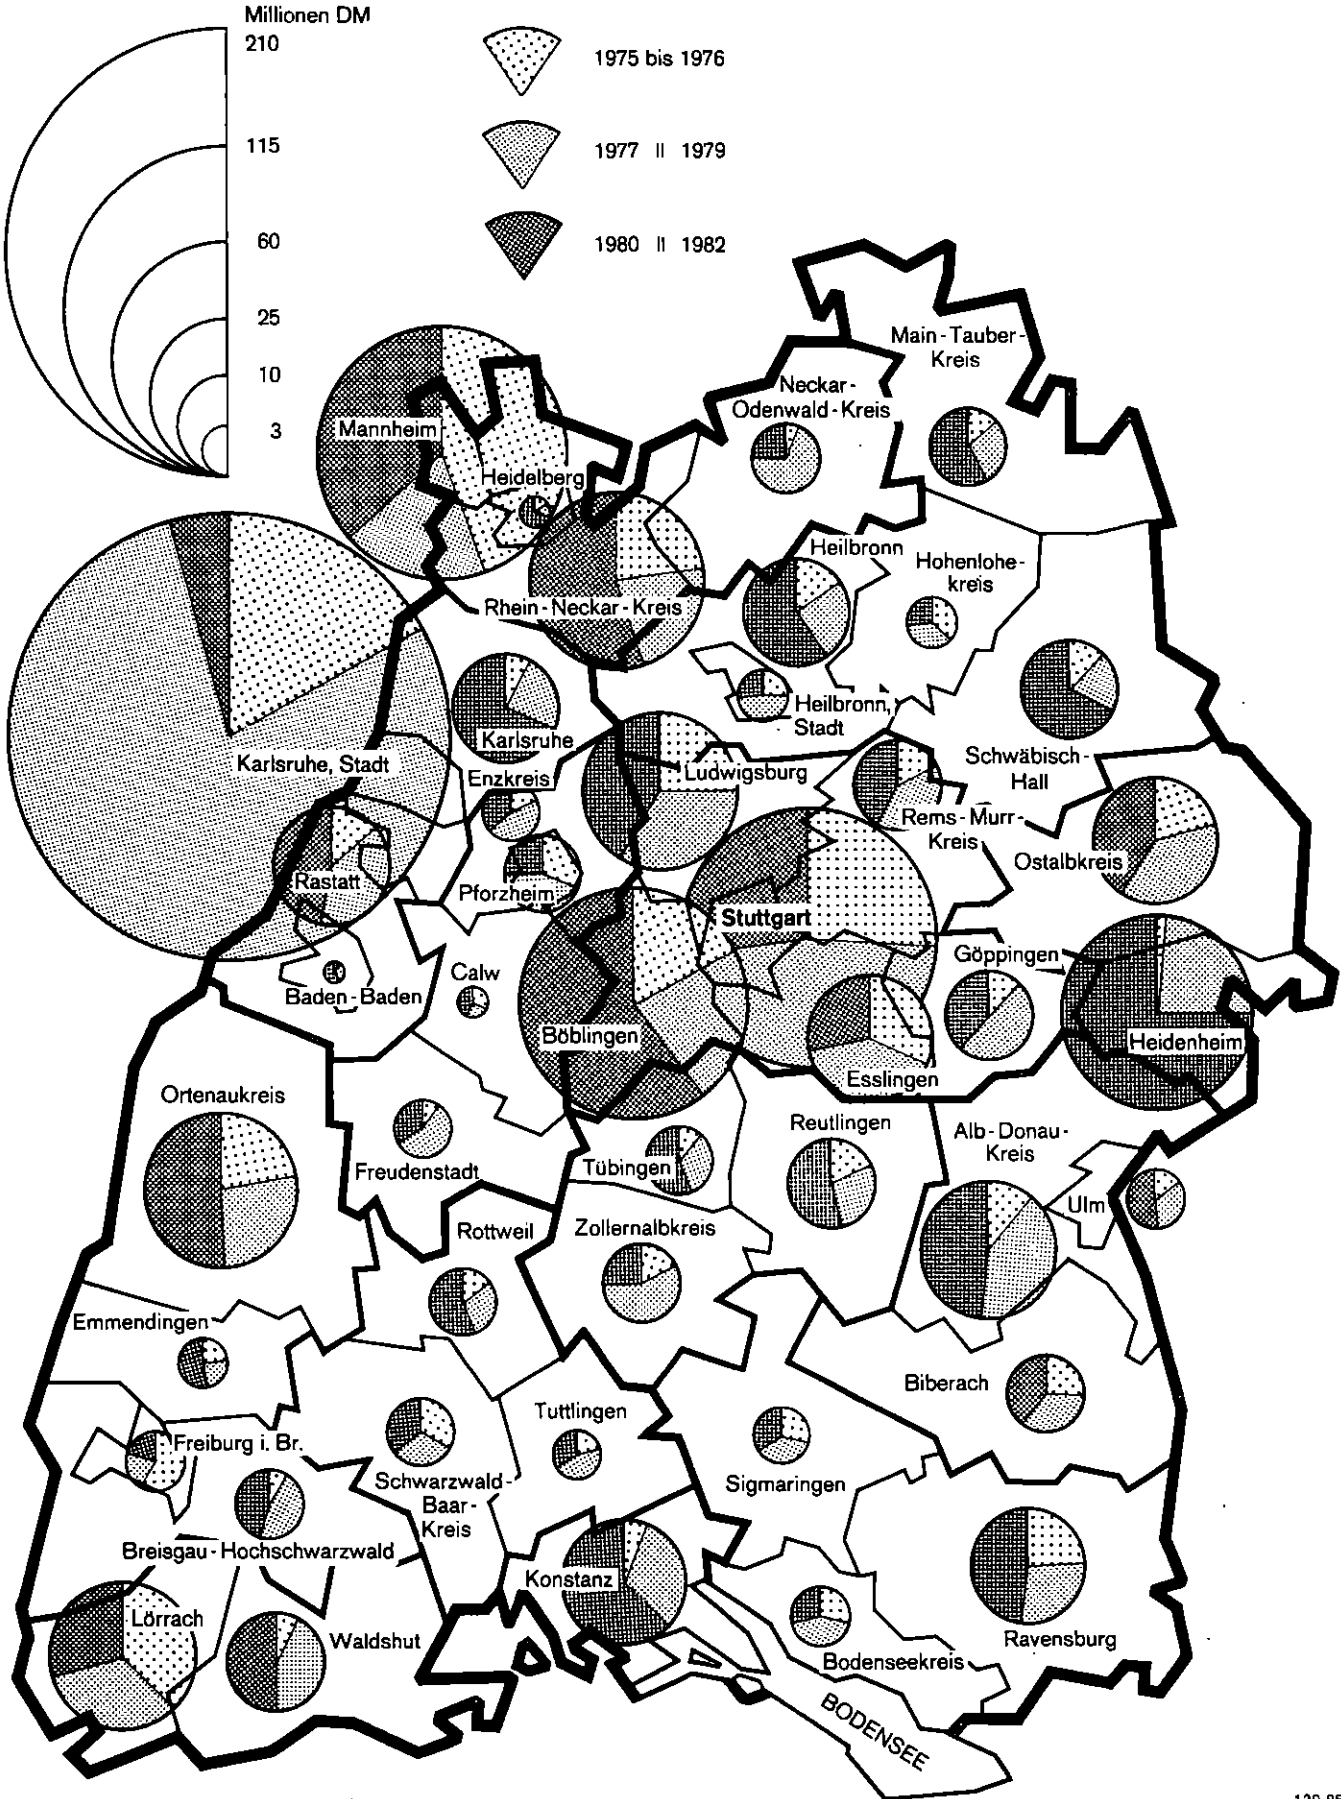 Millionen DM
210
115
60
25
10
3
1975 bis 1976
1977 II 1979
1980 II 1982
Main-Tauber-
Kreis
Neckar-
Odenwald-Kreis
Mannheim
Heidelberg
Heilbronn
Hohenlohe-
kreis
Rhein-Neckar-Kreis
Karlsruhe
Heilbronn,
Stadt
Karlsruhe, Stadt
Enzkreis
Ludwigsburg
Schwäbisch-
Hall
Rems-Murr-
Kreis
Ostalbkreis
Rastatt
Pforzheim
Stuttgart
Göppingen
Calw
Baden-Baden
Böblingen
Heidenheim
Esslingen
Ortenaukreis
Reutlingen
Alb-Donau-
Kreis
Freudenstadt
Tübingen
Ulm
Rottweil
Zollernalbkreis
Emmendingen
Biberach
Tuttlingen
Freiburg i. Br.
Schwarzwald-
Baar-
Kreis
Sigmaringen
Breisgau-Hochschwarzwald
Konstanz
Lörrach
Waldshut
Ravensburg
Bodenseekreis
BODENSEE